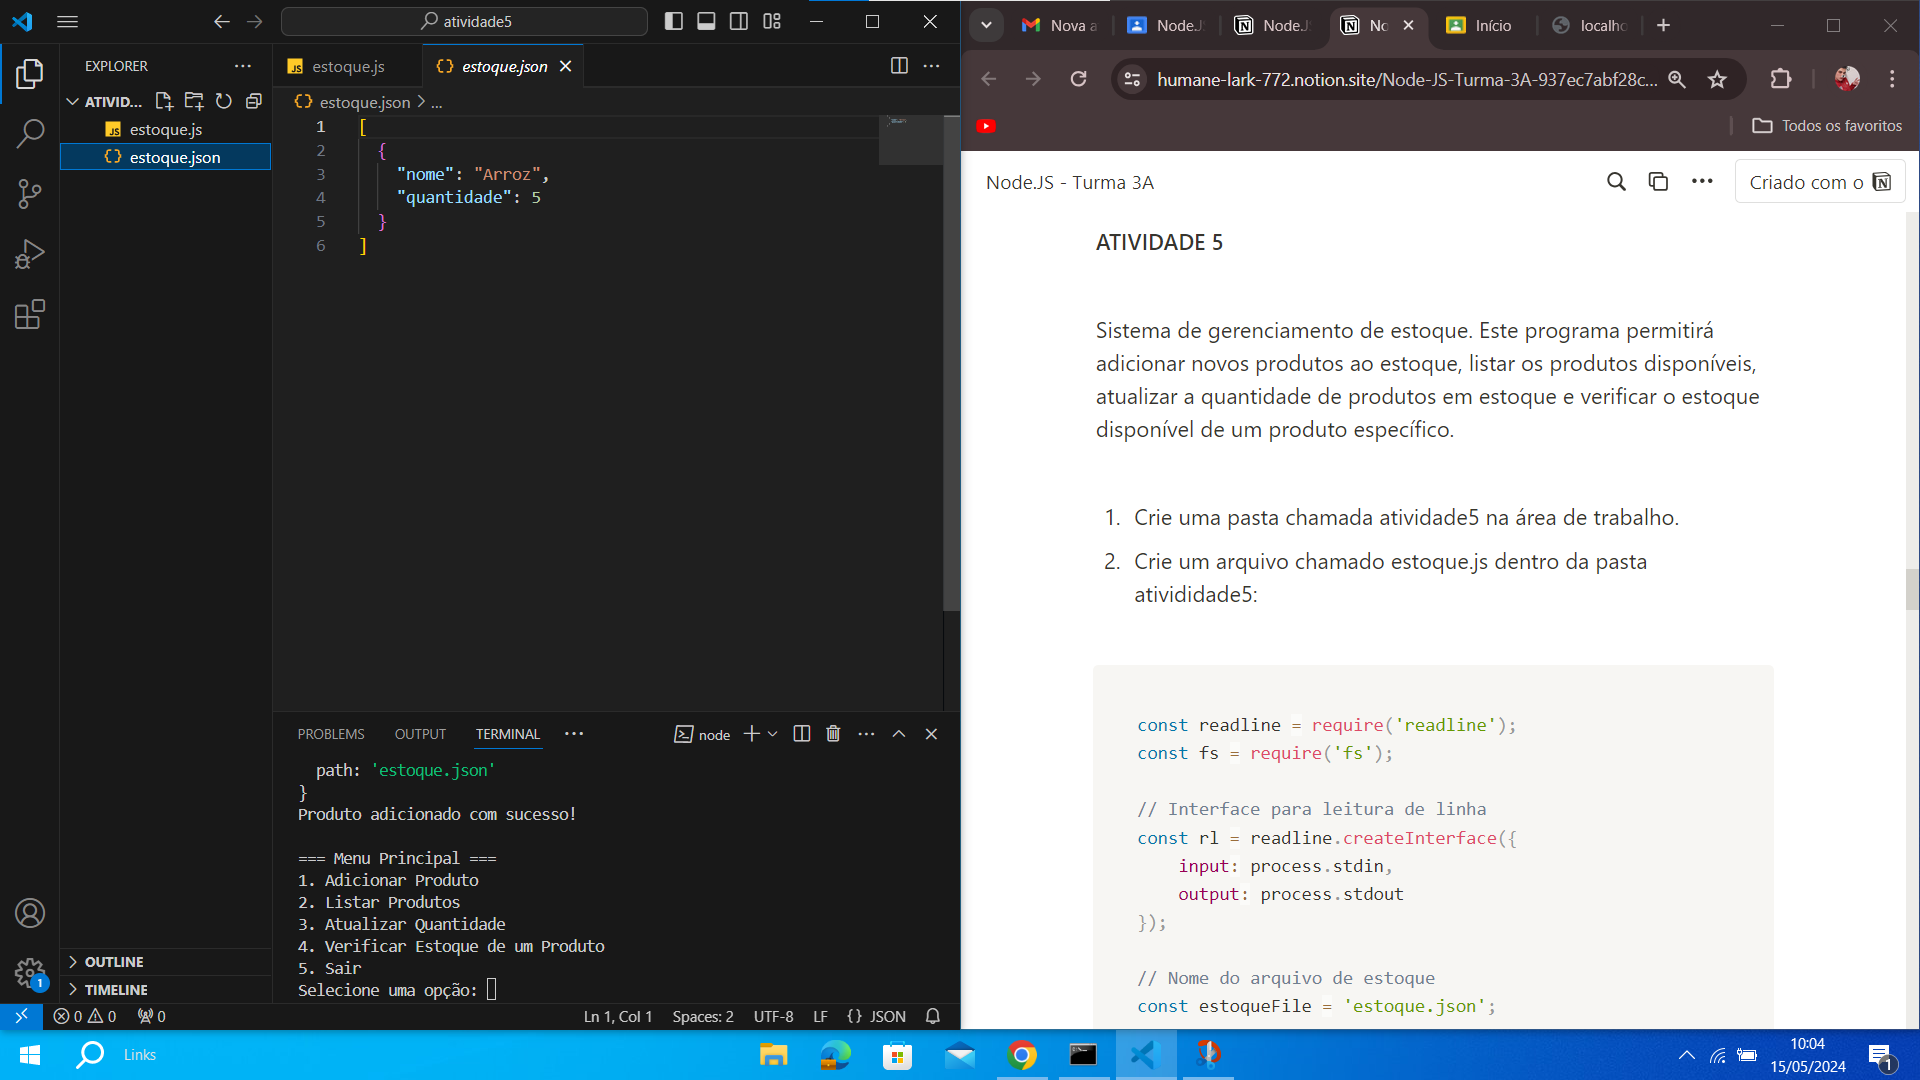 atividade5
EXPLORER
ATIVID...
estoque.js
estoque.json
OUTLINE
TIMELINE
estoque.js
estoque.json
estoque.json > ...
1 [
2 {
3 "nome": "Arroz",
4 "quantidade": 5
5 }
6 ]
PROBLEMS OUTPUT TERMINAL
node
path: 'estoque.json'
}
Produto adicionado com sucesso!
=== Menu Principal ===
1. Adicionar Produto
2. Listar Produtos
3. Atualizar Quantidade
4. Verificar Estoque de um Produto
5. Sair
Selecione uma opção:
1
0 0 0
Ln 1, Col 1 Spaces: 2 UTF-8 LF {} JSON
Nova a Node.J Node.J No Início localho
humane-lark-772.notion.site/Node-JS-Turma-3A-937ec7abf28c...
Todos os favoritos
Node.JS - Turma 3A
Criado com o
ATIVIDADE 5
Sistema de gerenciamento de estoque. Este programa permitirá
adicionar novos produtos ao estoque, listar os produtos disponíveis,
atualizar a quantidade de produtos em estoque e verificar o estoque
disponível de um produto específico.
1. Crie uma pasta chamada atividade5 na área de trabalho.
2. Crie um arquivo chamado estoque.js dentro da pasta
ativididade5:
const readline = require('readline');
const fs = require('fs');
// Interface para leitura de linha
const rl = readline.createInterface({
input: process.stdin,
output: process.stdout
});
// Nome do arquivo de estoque
const estoqueFile = 'estoque.json';
Links
10:04
15/05/2024
1